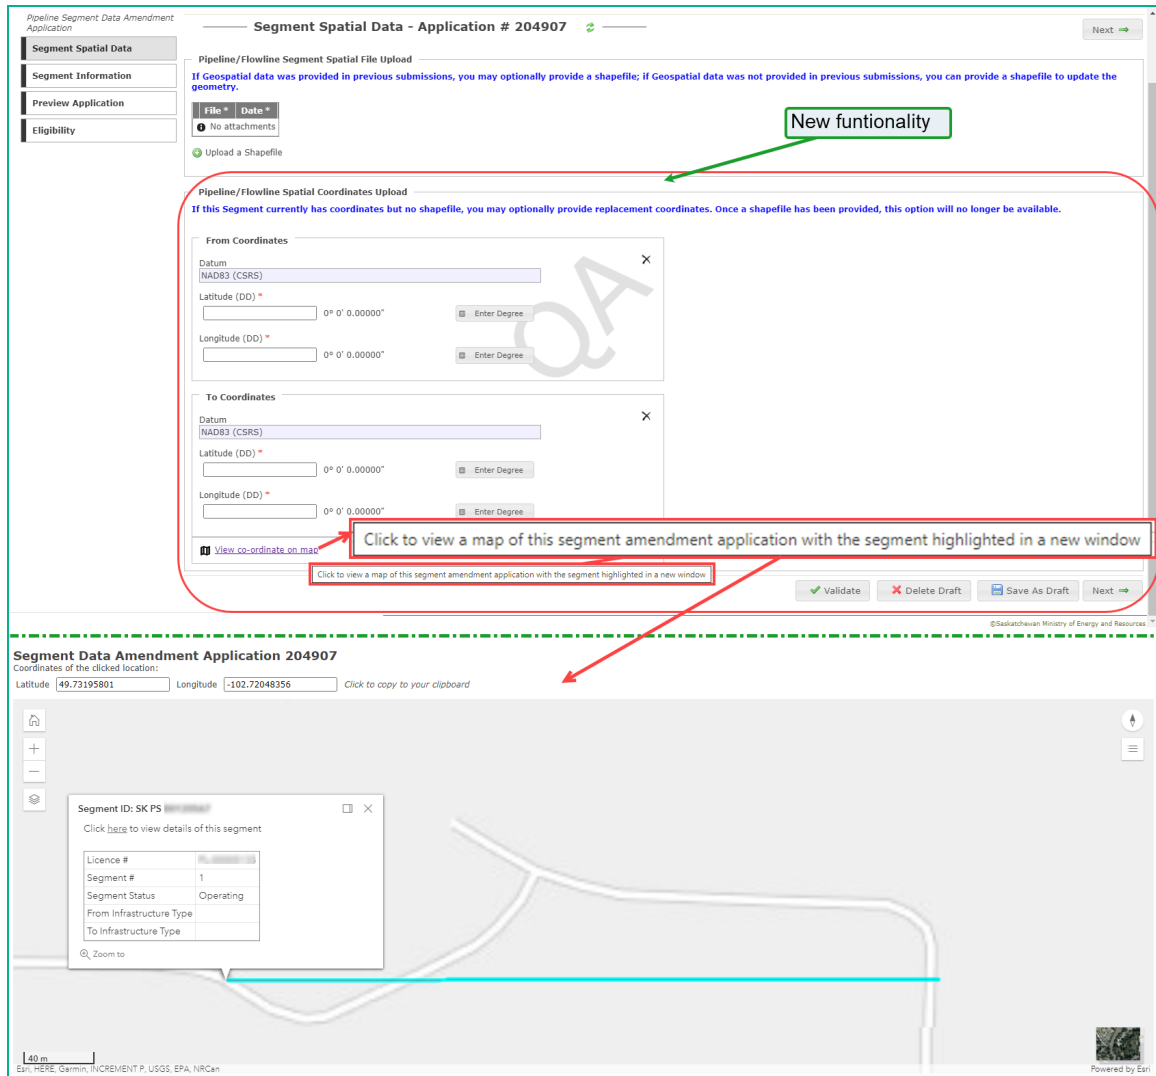 Pipeline Segment Data Amendment
Application
Segment Spatial Data
Segment Information
Preview Application
Eligibility
Segment Spatial Data - Application # 204907
Next
Pipeline/Flowline Segment Spatial File Upload
If Geospatial data was provided in previous submissions, you may optionally provide a shapefile; if Geospatial data was not provided in previous submissions, you can provide a shapefile to update the
geometry.
File * Date *
No attachments
New funtionality
Upload a Shapefile
Pipeline/Flowline Spatial Coordinates Upload
If this Segment currently has coordinates but no shapefile, you may optionally provide replacement coordinates. Once a shapefile has been provided, this option will no longer be available.
From Coordinates
Datum
NAD83 (CSRS)
Latitude (DD) *
0° 0' 0.00000" Enter Degree
Longitude (DD) *
0° 0' 0.00000" Enter Degree
QA
To Coordinates
Datum
NAD83 (CSRS)
Latitude (DD) *
0° 0' 0.00000" Enter Degree
Longitude (DD) *
0° 0' 0.00000" Enter Degree
View co-ordinate on map
Click to view a map of this segment amendment application with the segment highlighted in a new window
Click to view a map of this segment amendment application with the segment highlighted in a new window
Validate Delete Draft Save As Draft Next
©Saskatchewan Ministry of Energy and Resources
Segment Data Amendment Application 204907
Coordinates of the clicked location:
Latitude 49.73195801 Longitude -102.72048356 Click to copy to your clipboard
Segment ID: SK PS
Click here to view details of this segment
Licence #
Segment # 1
Segment Status Operating
From Infrastructure Type
To Infrastructure Type
Zoom to
40 m
Esri, HERE, Garmin, INCREMENT P, USGS, EPA, NRCan
Powered by Esri